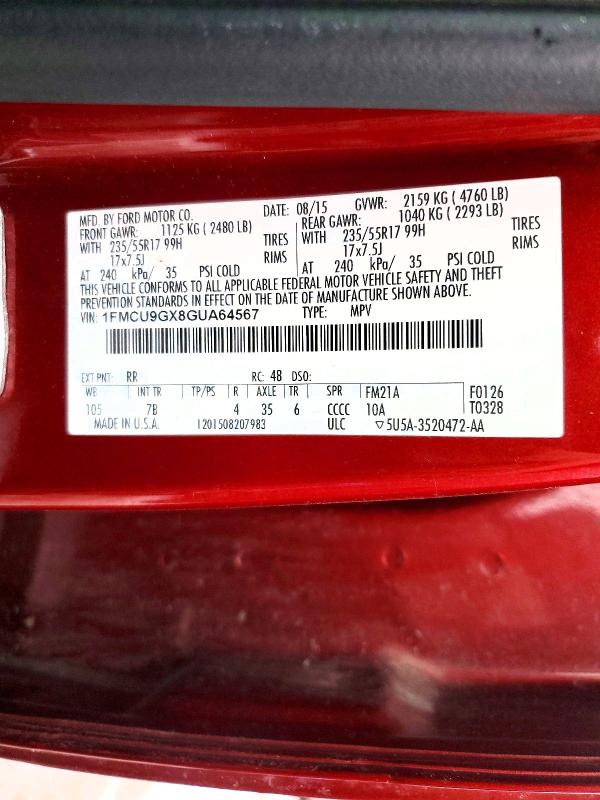 MFD. BY FORD MOTOR CO. DATE: 08/15 GVWR: 2159 KG ( 4760 LB)
FRONT GAWR: 1125 KG ( 2480 LB) REAR GAWR: 1040 KG ( 2293 LB)
WITH 235/55R17 99H TIRES WITH 235/55R17 99H TIRES
17x7.5J RIMS 17x7.5J RIMS
AT 240 kPa/ 35 PSI COLD AT 240 kPa/ 35 PSI COLD
THIS VEHICLE CONFORMS TO ALL APPLICABLE FEDERAL MOTOR VEHICLE SAFETY AND THEFT
PREVENTION STANDARDS IN EFFECT ON THE DATE OF MANUFACTURE SHOWN ABOVE.
VIN: 1FMCU9GX8GUA64567 TYPE: MPV
EXT PNT: RR RC: 48 DSO:
WB INT TR TP/PS R AXLE TR SPR FM21A F0126
105 7B 4 35 6 CCCC 10A T0328
MADE IN U.S.A. 1201508207983 ULC ▽5U5A-3520472-AA